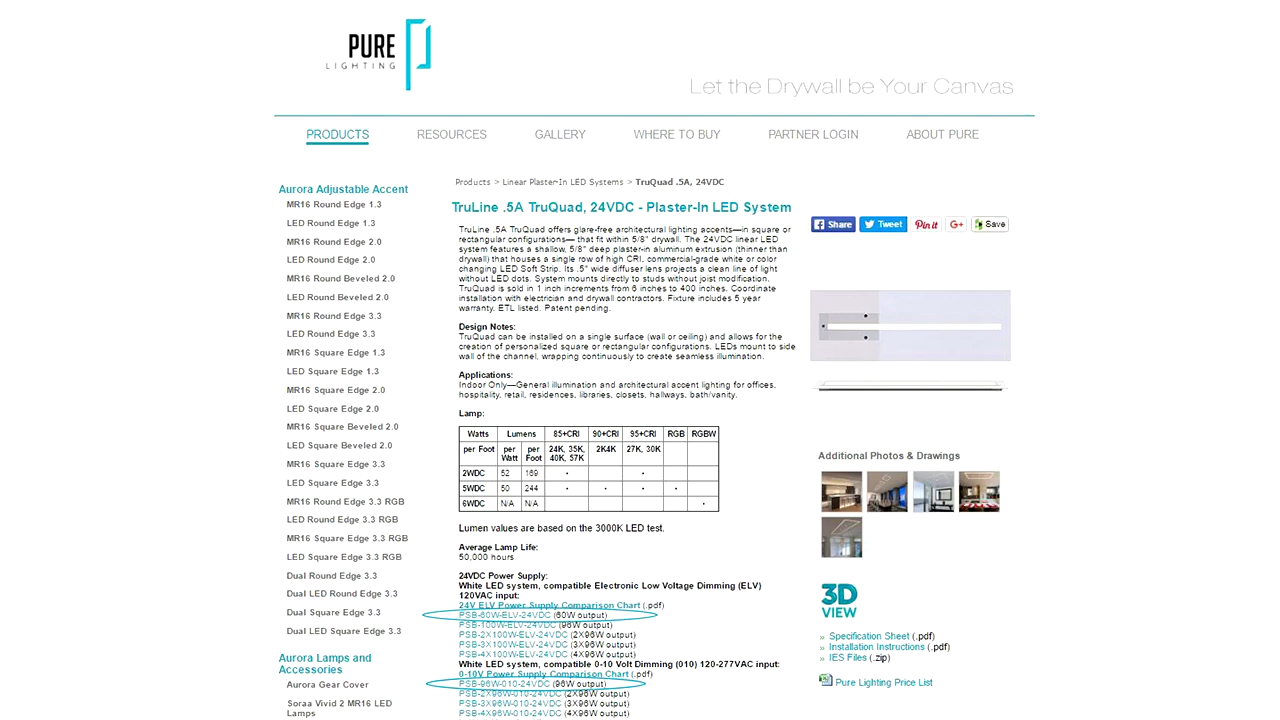 PURE
LIGHTING
Let the Drywall be Your Canvas
PRODUCTS RESOURCES GALLERY WHERE TO BUY PARTNER LOGIN ABOUT PURE
Aurora Adjustable Accent
MR16 Round Edge 1.3
LED Round Edge 1.3
MR16 Round Edge 2.0
LED Round Edge 2.0
MR16 Round Beveled 2.0
LED Round Beveled 2.0
MR16 Round Edge 3.3
LED Round Edge 3.3
MR16 Square Edge 1.3
LED Square Edge 1.3
MR16 Square Edge 2.0
LED Square Edge 2.0
MR16 Square Beveled 2.0
LED Square Beveled 2.0
MR16 Square Edge 3.3
LED Square Edge 3.3
MR16 Round Edge 3.3 RGB
LED Round Edge 3.3 RGB
MR16 Square Edge 3.3 RGB
LED Square Edge 3.3 RGB
Dual Round Edge 3.3
Dual LED Round Edge 3.3
Dual Square Edge 3.3
Dual LED Square Edge 3.3
Aurora Lamps and
Accessories
Aurora Gear Cover
Soraa Vivid 2 MR16 LED
Lamps
Products > Linear Plaster-In LED Systems > TruQuad .5A, 24VDC
TruLine .5A TruQuad, 24VDC - Plaster-In LED System
TruLine .5A TruQuad offers glare-free architectural lighting accents—in square or
rectangular configurations— that fit within 5/8" drywall. The 24VDC linear LED
system features a shallow, 5/8" deep plaster-in aluminum extrusion (thinner than
drywall) that houses a single row of high CRI, commercial-grade white or color
changing LED Soft Strip. Its .5" wide diffuser lens projects a clean line of light
without LED dots. System mounts directly to studs without joist modification.
TruQuad is sold in 1 inch increments from 6 inches to 400 inches. Coordinate
installation with electrician and drywall contractors. Fixture includes 5 year
warranty. ETL listed. Patent pending.
Design Notes:
TruQuad can be installed on a single surface (wall or ceiling) and allows for the
creation of personalized square or rectangular configurations. LEDs mount to side
wall of the channel, wrapping continuously to create seamless illumination.
Applications:
Indoor Only—General illumination and architectural accent lighting for offices,
hospitality, retail, residences, libraries, closets, hallways, bath/vanity.
Lamp:
Watts Lumens 85+CRI 90+CRI 95+CRI RGB RGBW
per Foot per Watt per Foot 24K, 35K, 40K, 57K 2K4K 27K, 30K
2WDC 52 169 • •
5WDC 50 244 • • • •
6WDC N/A N/A •
Lumen values are based on the 3000K LED test.
Average Lamp Life:
50,000 hours
24VDC Power Supply:
White LED system, compatible Electronic Low Voltage Dimming (ELV)
120VAC input:
24V ELV Power Supply Comparison Chart (.pdf)
PSB-60W-ELV-24VDC (60W output)
PSB-100W-ELV-24VDC (96W output)
PSB-2X100W-ELV-24VDC (2X96W output)
PSB-3X100W-ELV-24VDC (3X96W output)
PSB-4X100W-ELV-24VDC (4X96W output)
White LED system, compatible 0-10 Volt Dimming (010) 120-277VAC input:
0-10V Power Supply Comparison Chart (.pdf)
PSB-96W-010-24VDC (96W output)
PSB-2X96W-010-24VDC (2X96W output)
PSB-3X96W-010-24VDC (3X96W output)
PSB-4X96W-010-24VDC (4X96W output)
Share Tweet Pin it G+ Save
Additional Photos & Drawings
3D
VIEW
» Specification Sheet (.pdf)
» Installation Instructions (.pdf)
» IES Files (.zip)
Pure Lighting Price List